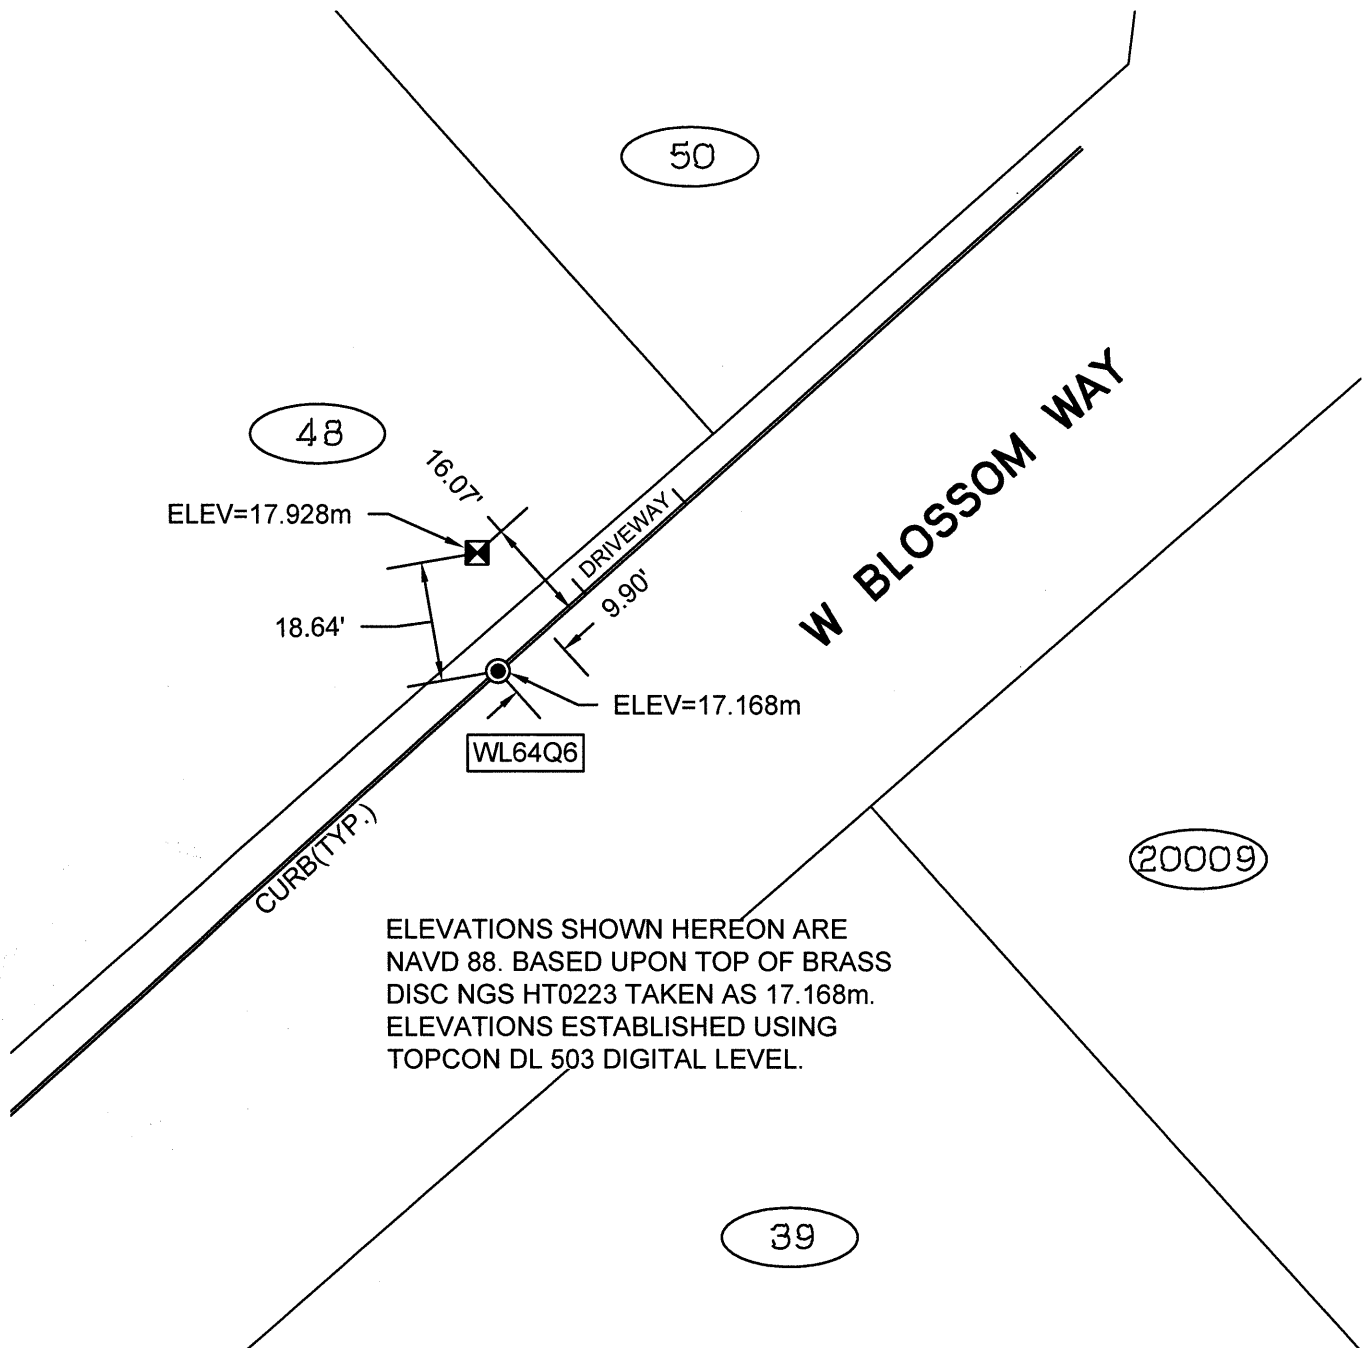 50
48
16.07'
ELEV=17.928m
DRIVEWAY
9.90'
18.64'
W BLOSSOM WAY
ELEV=17.168m
WL64Q6
CURB(TYP.)
20009
ELEVATIONS SHOWN HEREON ARE
NAVD 88. BASED UPON TOP OF BRASS
DISC NGS HT0223 TAKEN AS 17.168m.
ELEVATIONS ESTABLISHED USING
TOPCON DL 503 DIGITAL LEVEL.
39